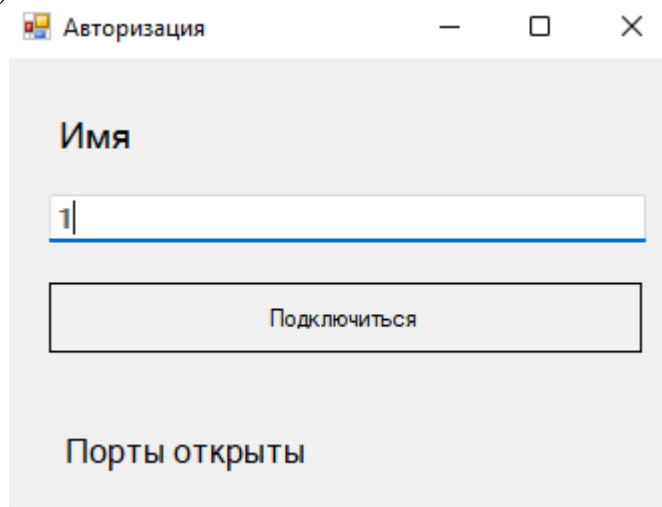 Авторизация
Имя
1
Подключиться
Порты открыты